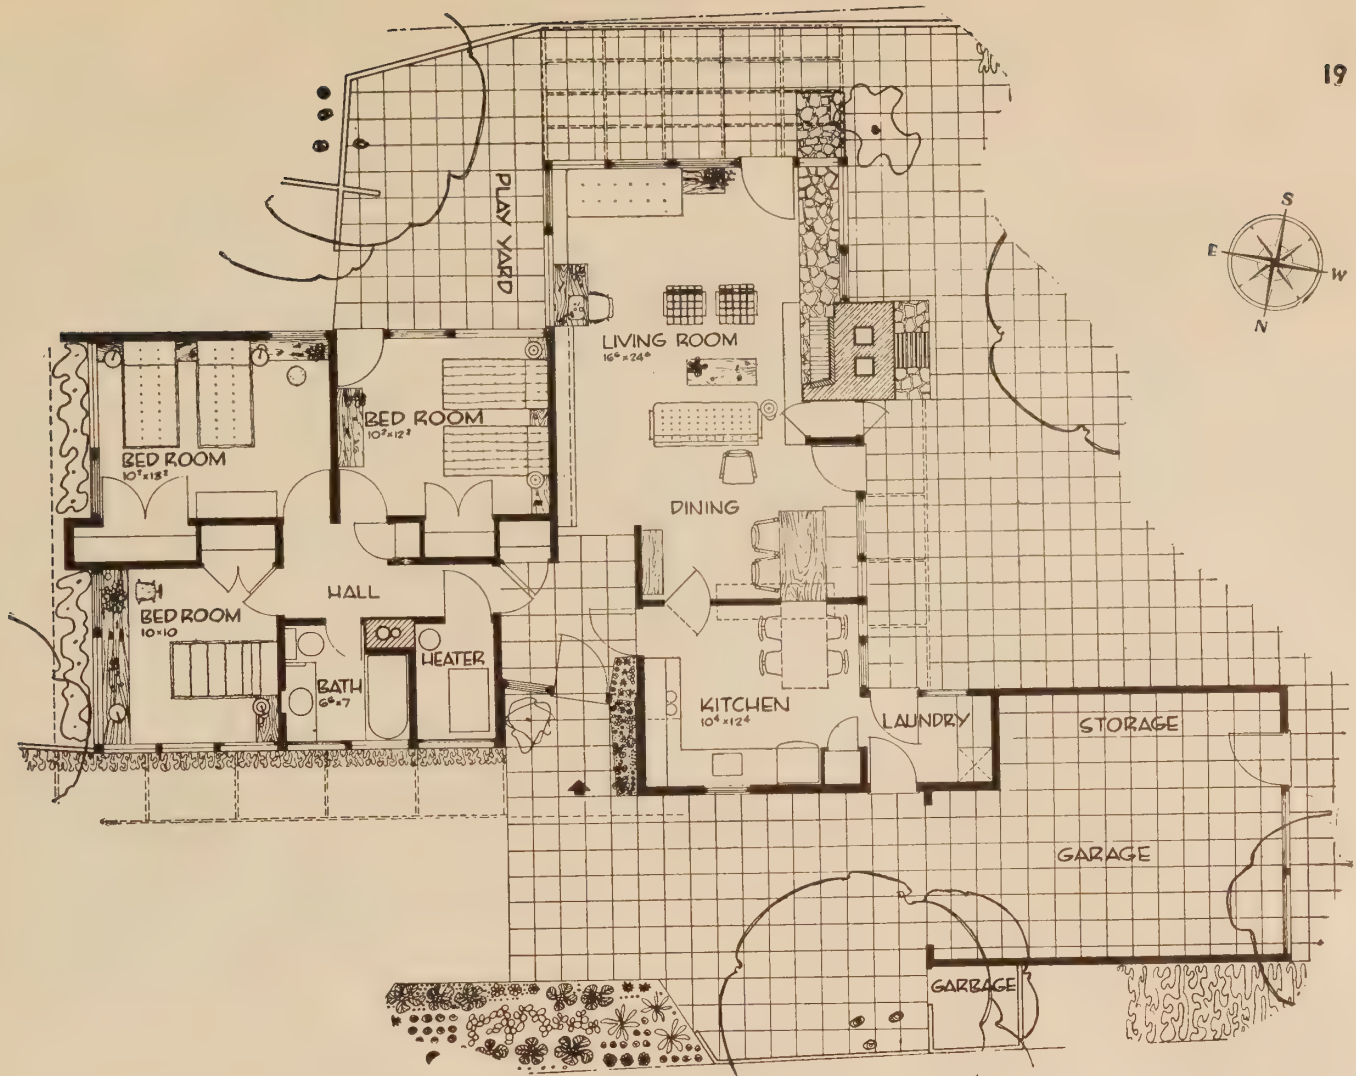 19
S
E
W
N
PLAY YARD
LIVING ROOM
16⁶ × 24⁶
BED ROOM
10² × 12²
BED ROOM
10² × 18²
DINING
HALL
BED ROOM
10 × 10
HEATER
BATH
6⁶ × 7
KITCHEN
10⁴ × 12⁴
LAUNDRY
STORAGE
GARAGE
GARBAGE